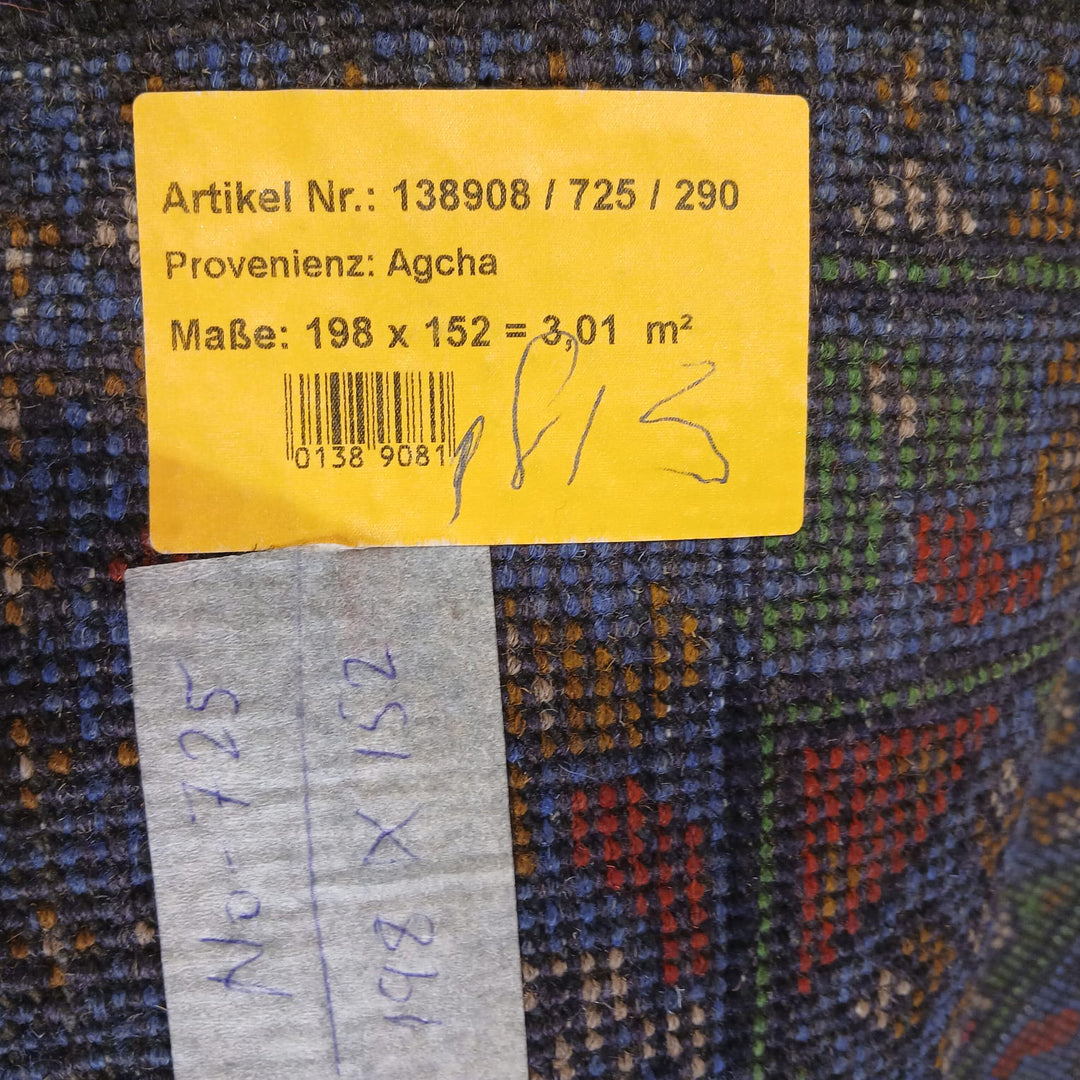 Artikel Nr.: 138908 / 725 / 290
Provenienz: Agcha
Maße: 198 x 152 = 3,01 m²
0138 9081
No-725
198 X 152